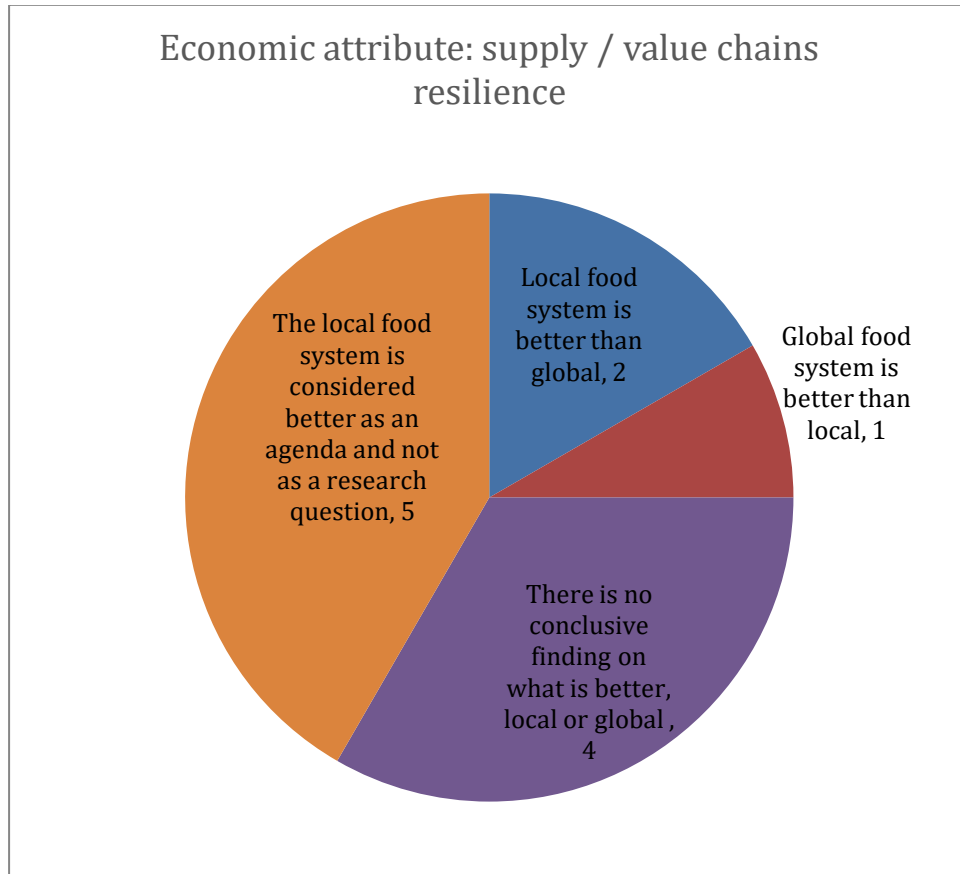 Economic attribute: supply / value chains
resilience
Local food
system is
better than
global, 2
Global food
system is
better than
local, 1
There is no
conclusive
finding on
what is better,
local or global ,
4
The local food
system is
considered
better as an
agenda and not
as a research
question, 5